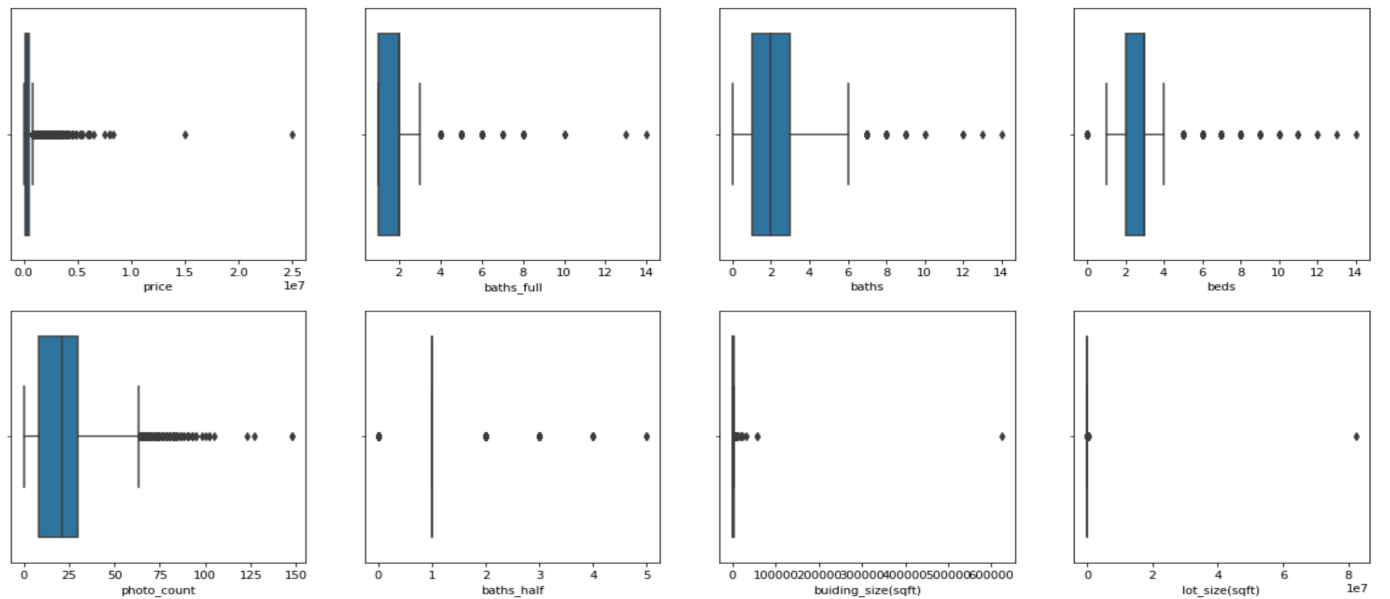 0.0 0.5 1.0 1.5 2.0 2.5
1e7
price
2 4 6 8 10 12 14
baths_full
0 2 4 6 8 10 12 14
baths
0 2 4 6 8 10 12 14
beds
0 25 50 75 100 125 150
photo_count
0 1 2 3 4 5
baths_half
0 100000 200000 300000 400000 500000 600000
buiding_size(sqft)
0 2 4 6 8
1e7
lot_size(sqft)